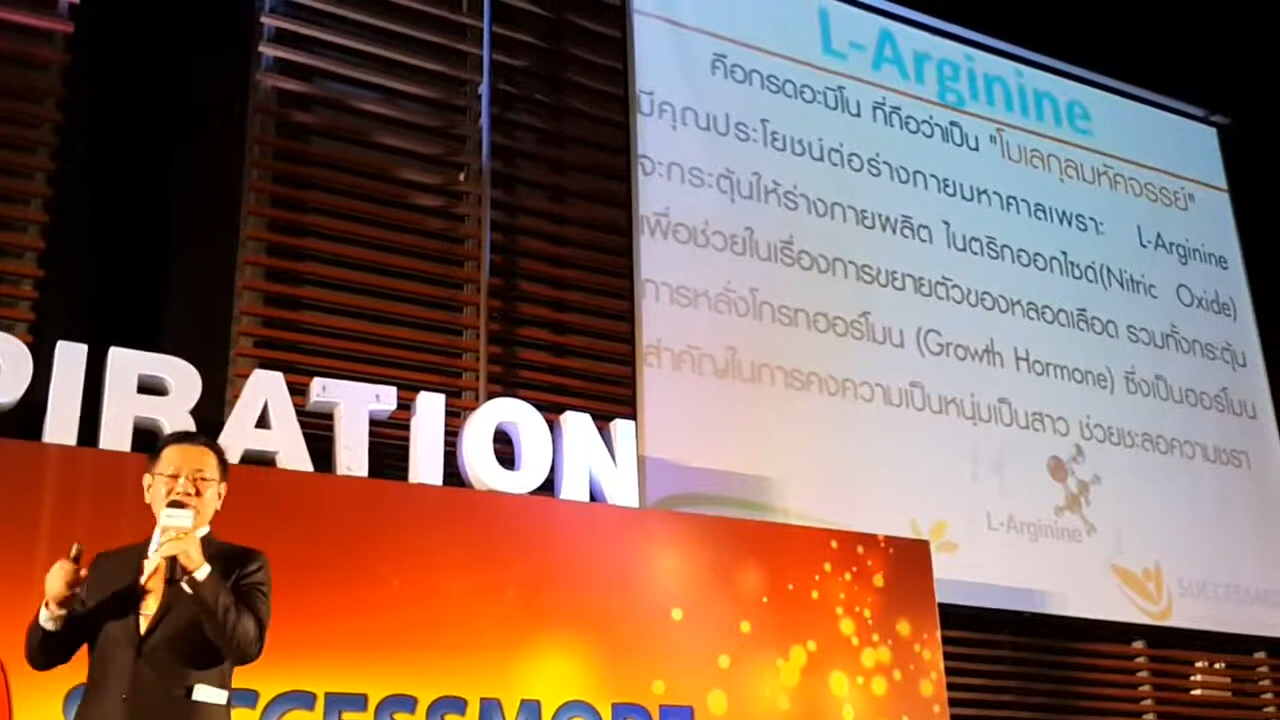 L-Arginine
คือกรดอะมิโน ที่ถือว่าเป็น "โมเลกุลมหัศจรรย์"
มีคุณประโยชน์ต่อร่างกายมหาศาลเพราะ L-Arginine
จะกระตุ้นให้ร่างกายผลิต ไนตริกออกไซด์(Nitric Oxide)
เพื่อช่วยในเรื่องการขยายตัวของหลอดเลือด รวมทั้งกระตุ้น
การหลั่งโกรทฮอร์โมน (Growth Hormone) ซึ่งเป็นฮอร์โมน
สำคัญในการคงความเป็นหนุ่มเป็นสาว ช่วยชะลอความชรา
L-Arginine
SUCCESSMORE
PIRATION
SUCCESSMORE